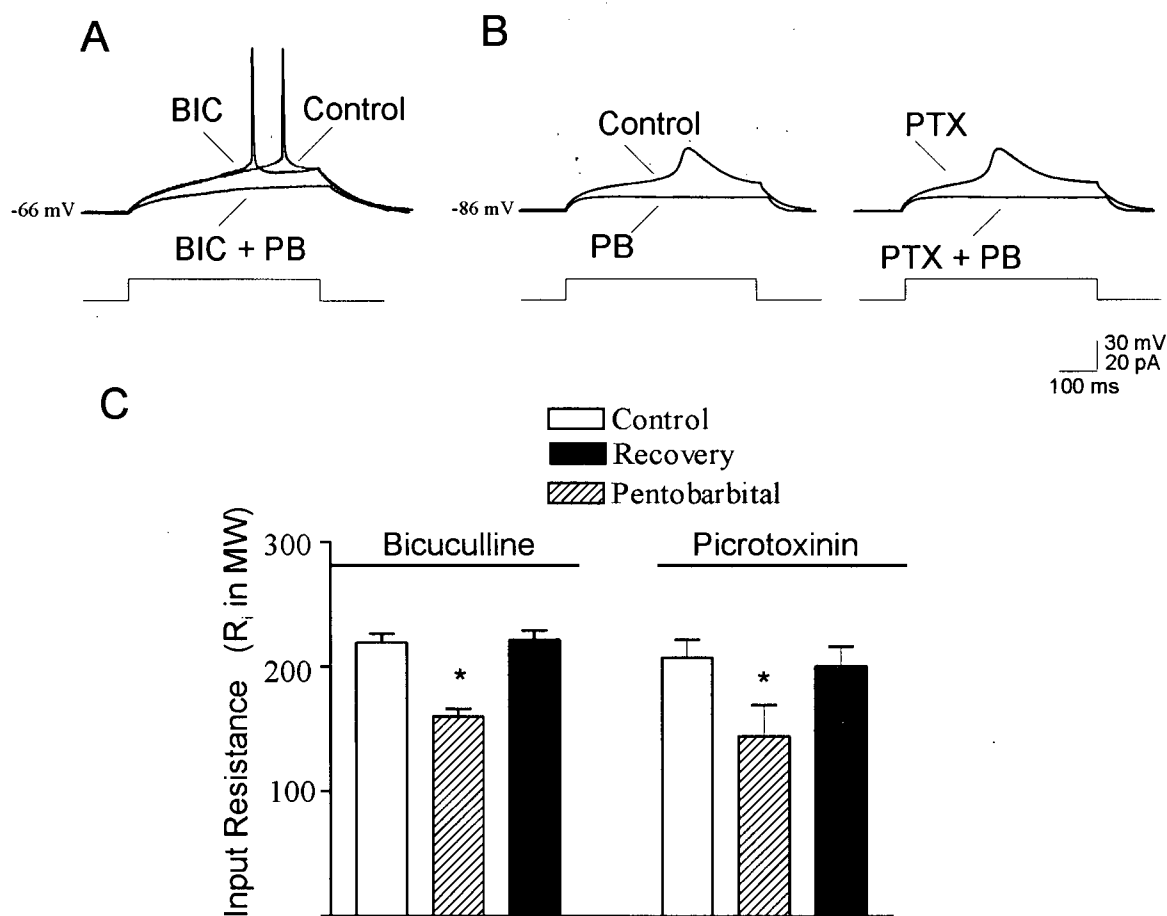 A
BIC
Control
-66 mV
BIC + PB
B
Control
PTX
-86 mV
PB
PTX + PB
30 mV
20 pA
100 ms
C
Control
Recovery
Pentobarbital
Input Resistance (Ri in MW)
Bicuculline
Picrotoxinin
300
200
100
*
*